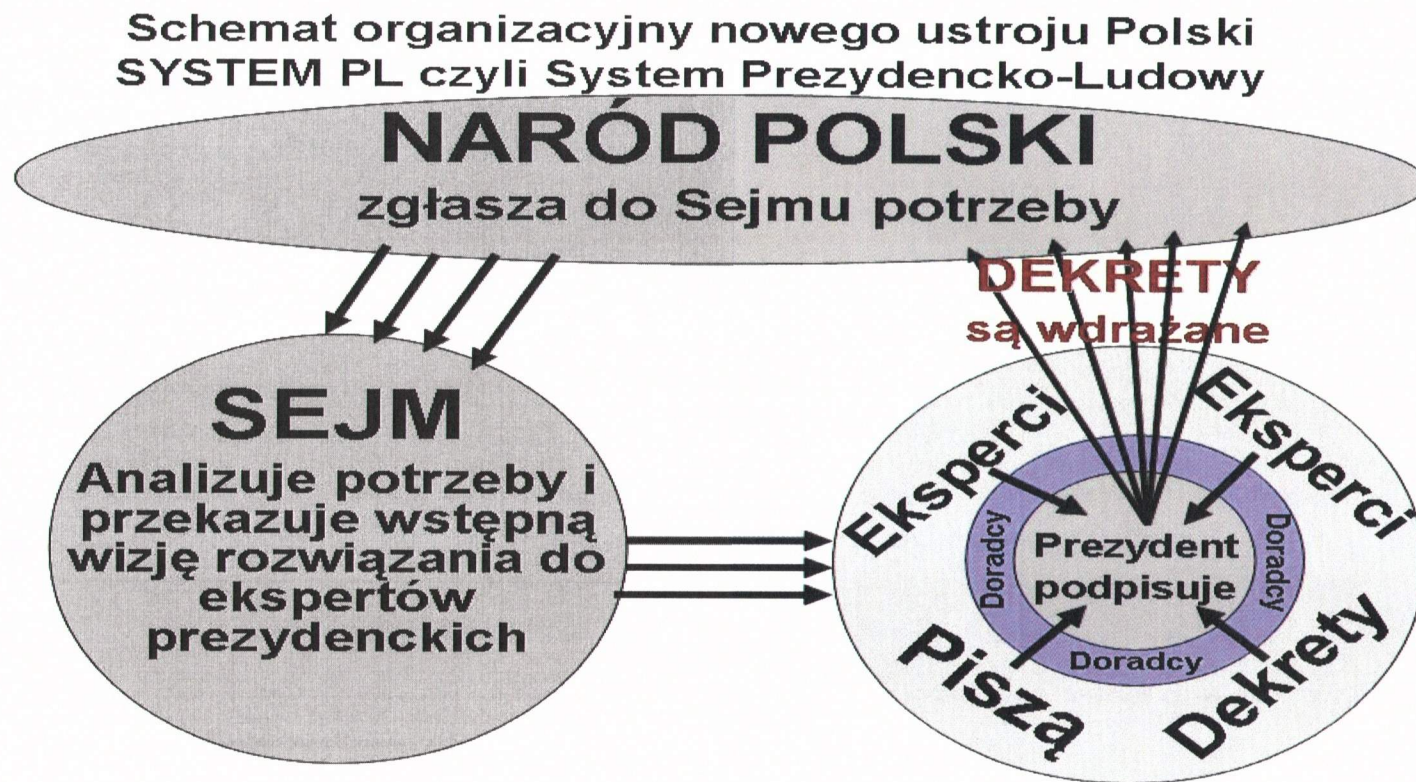 Schemat organizacyjny nowego ustroju Polski
SYSTEM PL czyli System Prezydencko-Ludowy
NARÓD POLSKI
zgłasza do Sejmu potrzeby
DEKRETY
są wdrażane
SEJM
Analizuje potrzeby i
przekazuje wstępną
wizję rozwiązania do
ekspertów
prezydenckich
Eksperci
Eksperci
Piszą
Dekrety
Doradcy
Doradcy
Doradcy
Prezydent
podpisuje